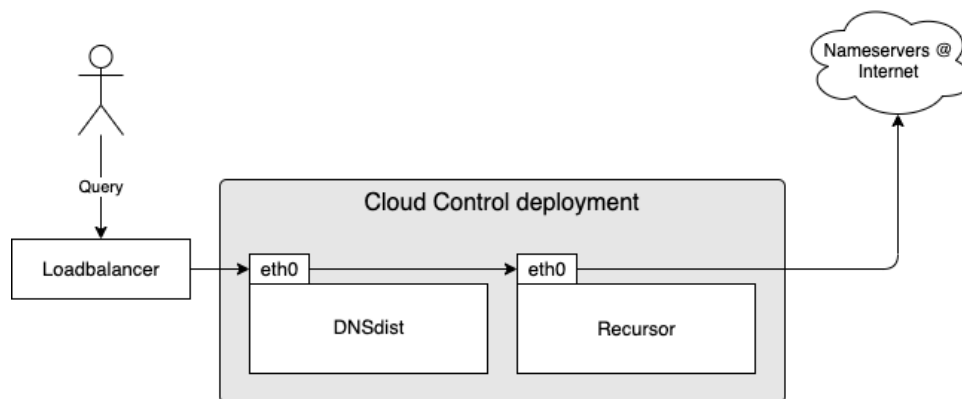 Nameservers @
Internet
Query
Cloud Control deployment
Loadbalancer
eth0
eth0
DNSdist
Recursor